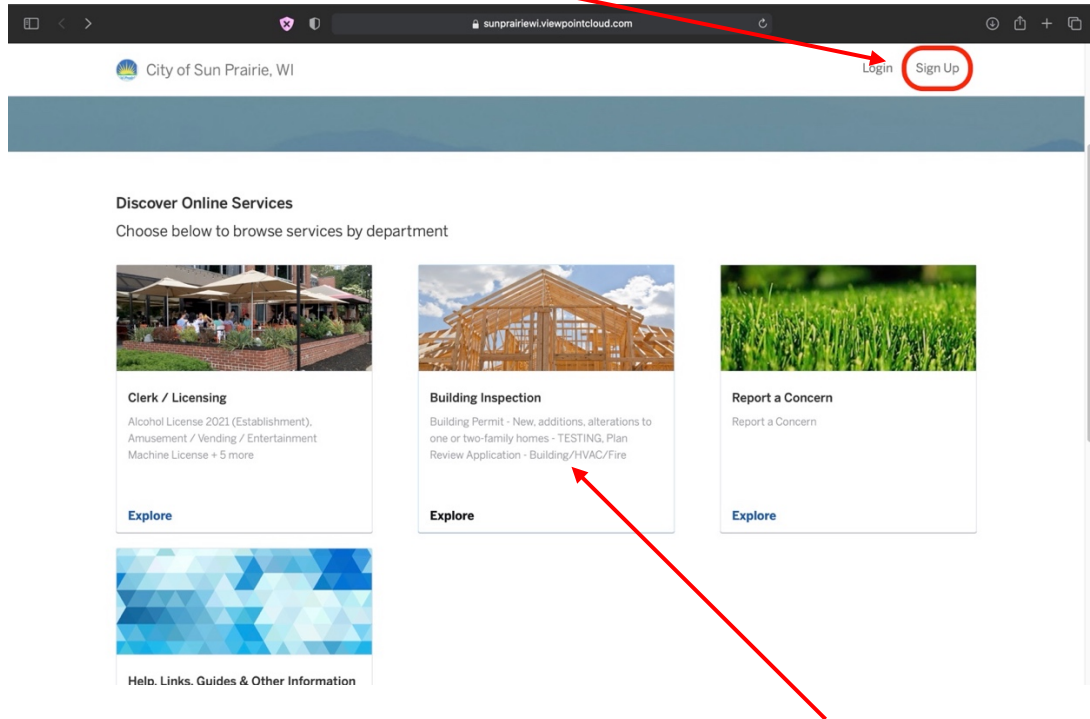 sunprairiewi.viewpointcloud.com
City of Sun Prairie, WI
Login Sign Up
Discover Online Services
Choose below to browse services by department
Clerk / Licensing
Alcohol License 2021 (Establishment),
Amusement / Vending / Entertainment
Machine License + 5 more
Explore
Building Inspection
Building Permit - New, additions, alterations to
one or two-family homes - TESTING, Plan
Review Application - Building/HVAC/Fire
Explore
Report a Concern
Report a Concern
Explore
Help, Links, Guides & Other Information